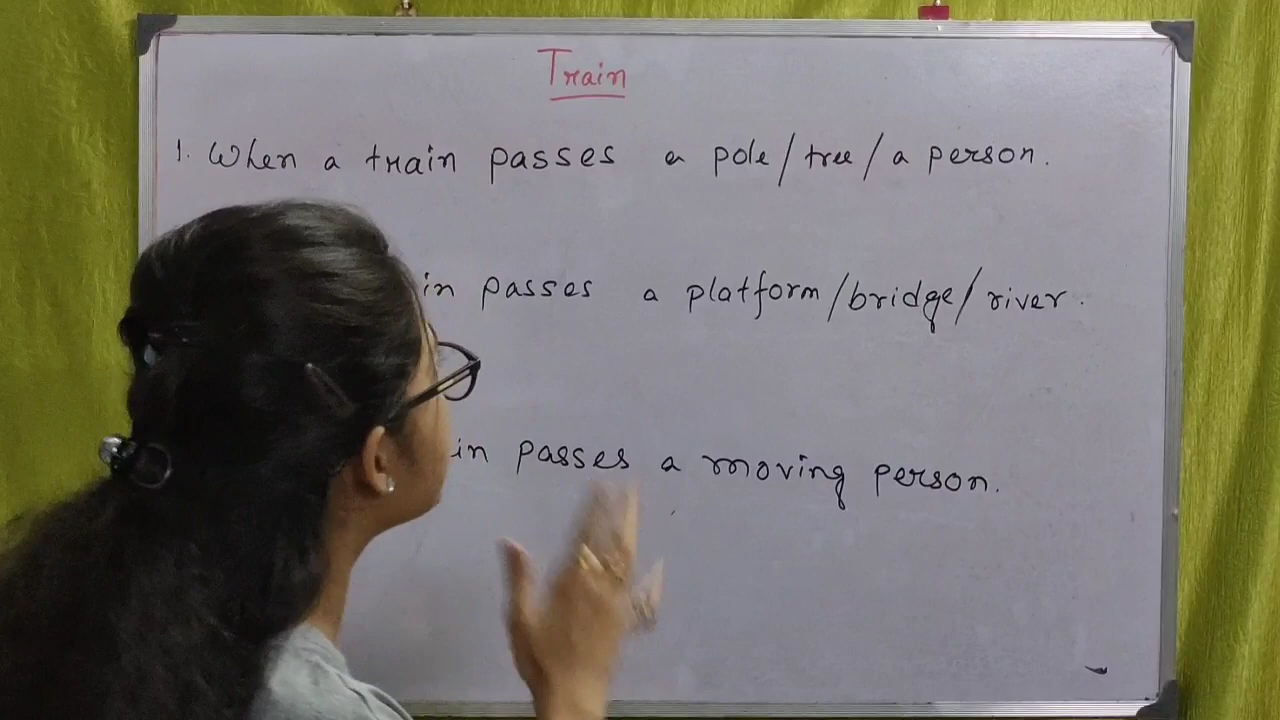 Train
1. When a train passes a pole/tree/a person.
in passes a platform/bridge/river.
in passes a moving person.